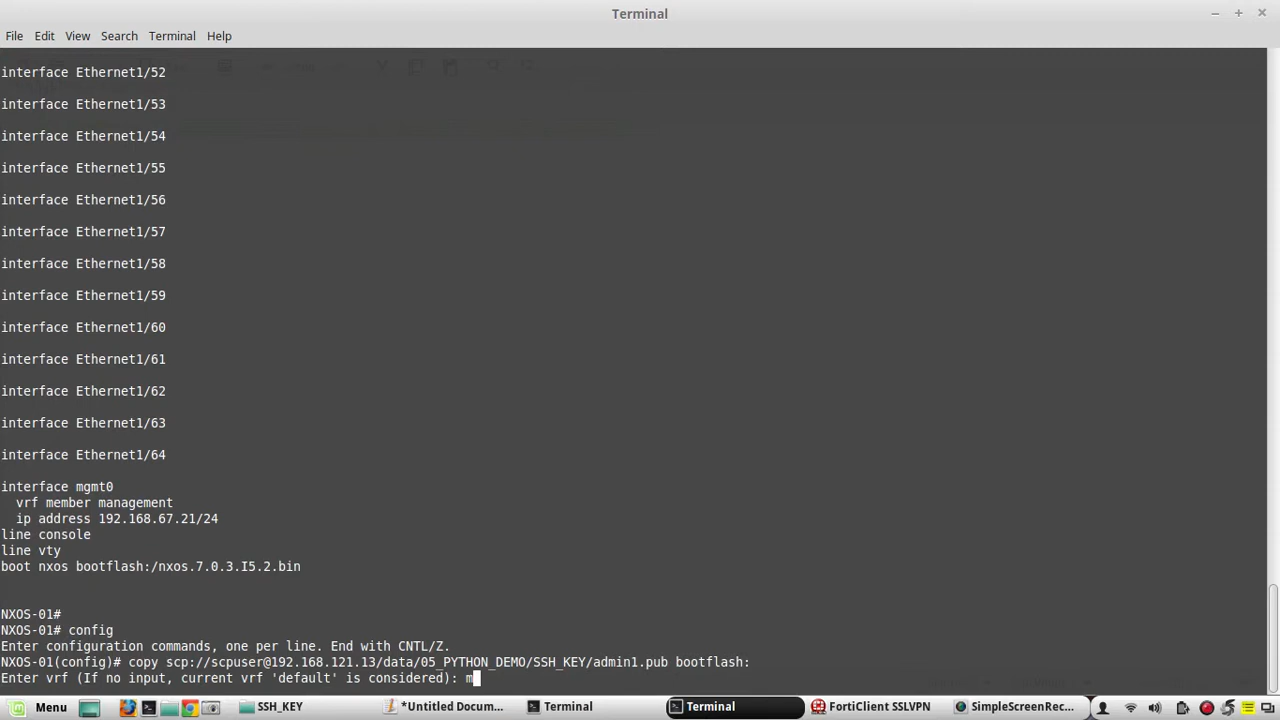 Terminal
File Edit View Search Terminal Help
interface Ethernet1/52
interface Ethernet1/53
interface Ethernet1/54
interface Ethernet1/55
interface Ethernet1/56
interface Ethernet1/57
interface Ethernet1/58
interface Ethernet1/59
interface Ethernet1/60
interface Ethernet1/61
interface Ethernet1/62
interface Ethernet1/63
interface Ethernet1/64
interface mgmt0
vrf member management
ip address 192.168.67.21/24
line console
line vty
boot nxos bootflash:/nxos.7.0.3.I5.2.bin
NXOS-01#
NXOS-01# config
Enter configuration commands, one per line. End with CNTL/Z.
NXOS-01(config)# copy scp://scpuser@192.168.121.13/data/05_PYTHON_DEMO/SSH_KEY/admin1.pub bootflash:
Enter vrf (If no input, current vrf 'default' is considered): m
Menu SSH_KEY *Untitled Docum... Terminal Terminal FortiClient SSLVPN SimpleScreenRec...